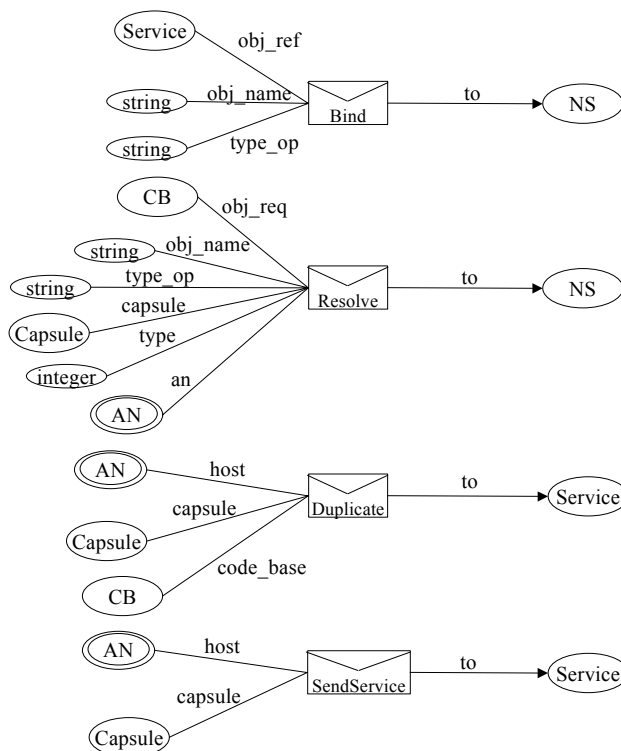 Service
obj_ref
string
obj_name
Bind
to
NS
string
type_op
CB
obj_req
string
obj_name
string
type_op
Resolve
to
NS
Capsule
capsule
integer
type
AN
an
AN
host
Duplicate
to
Service
Capsule
capsule
CB
code_base
AN
host
SendService
to
Service
Capsule
capsule